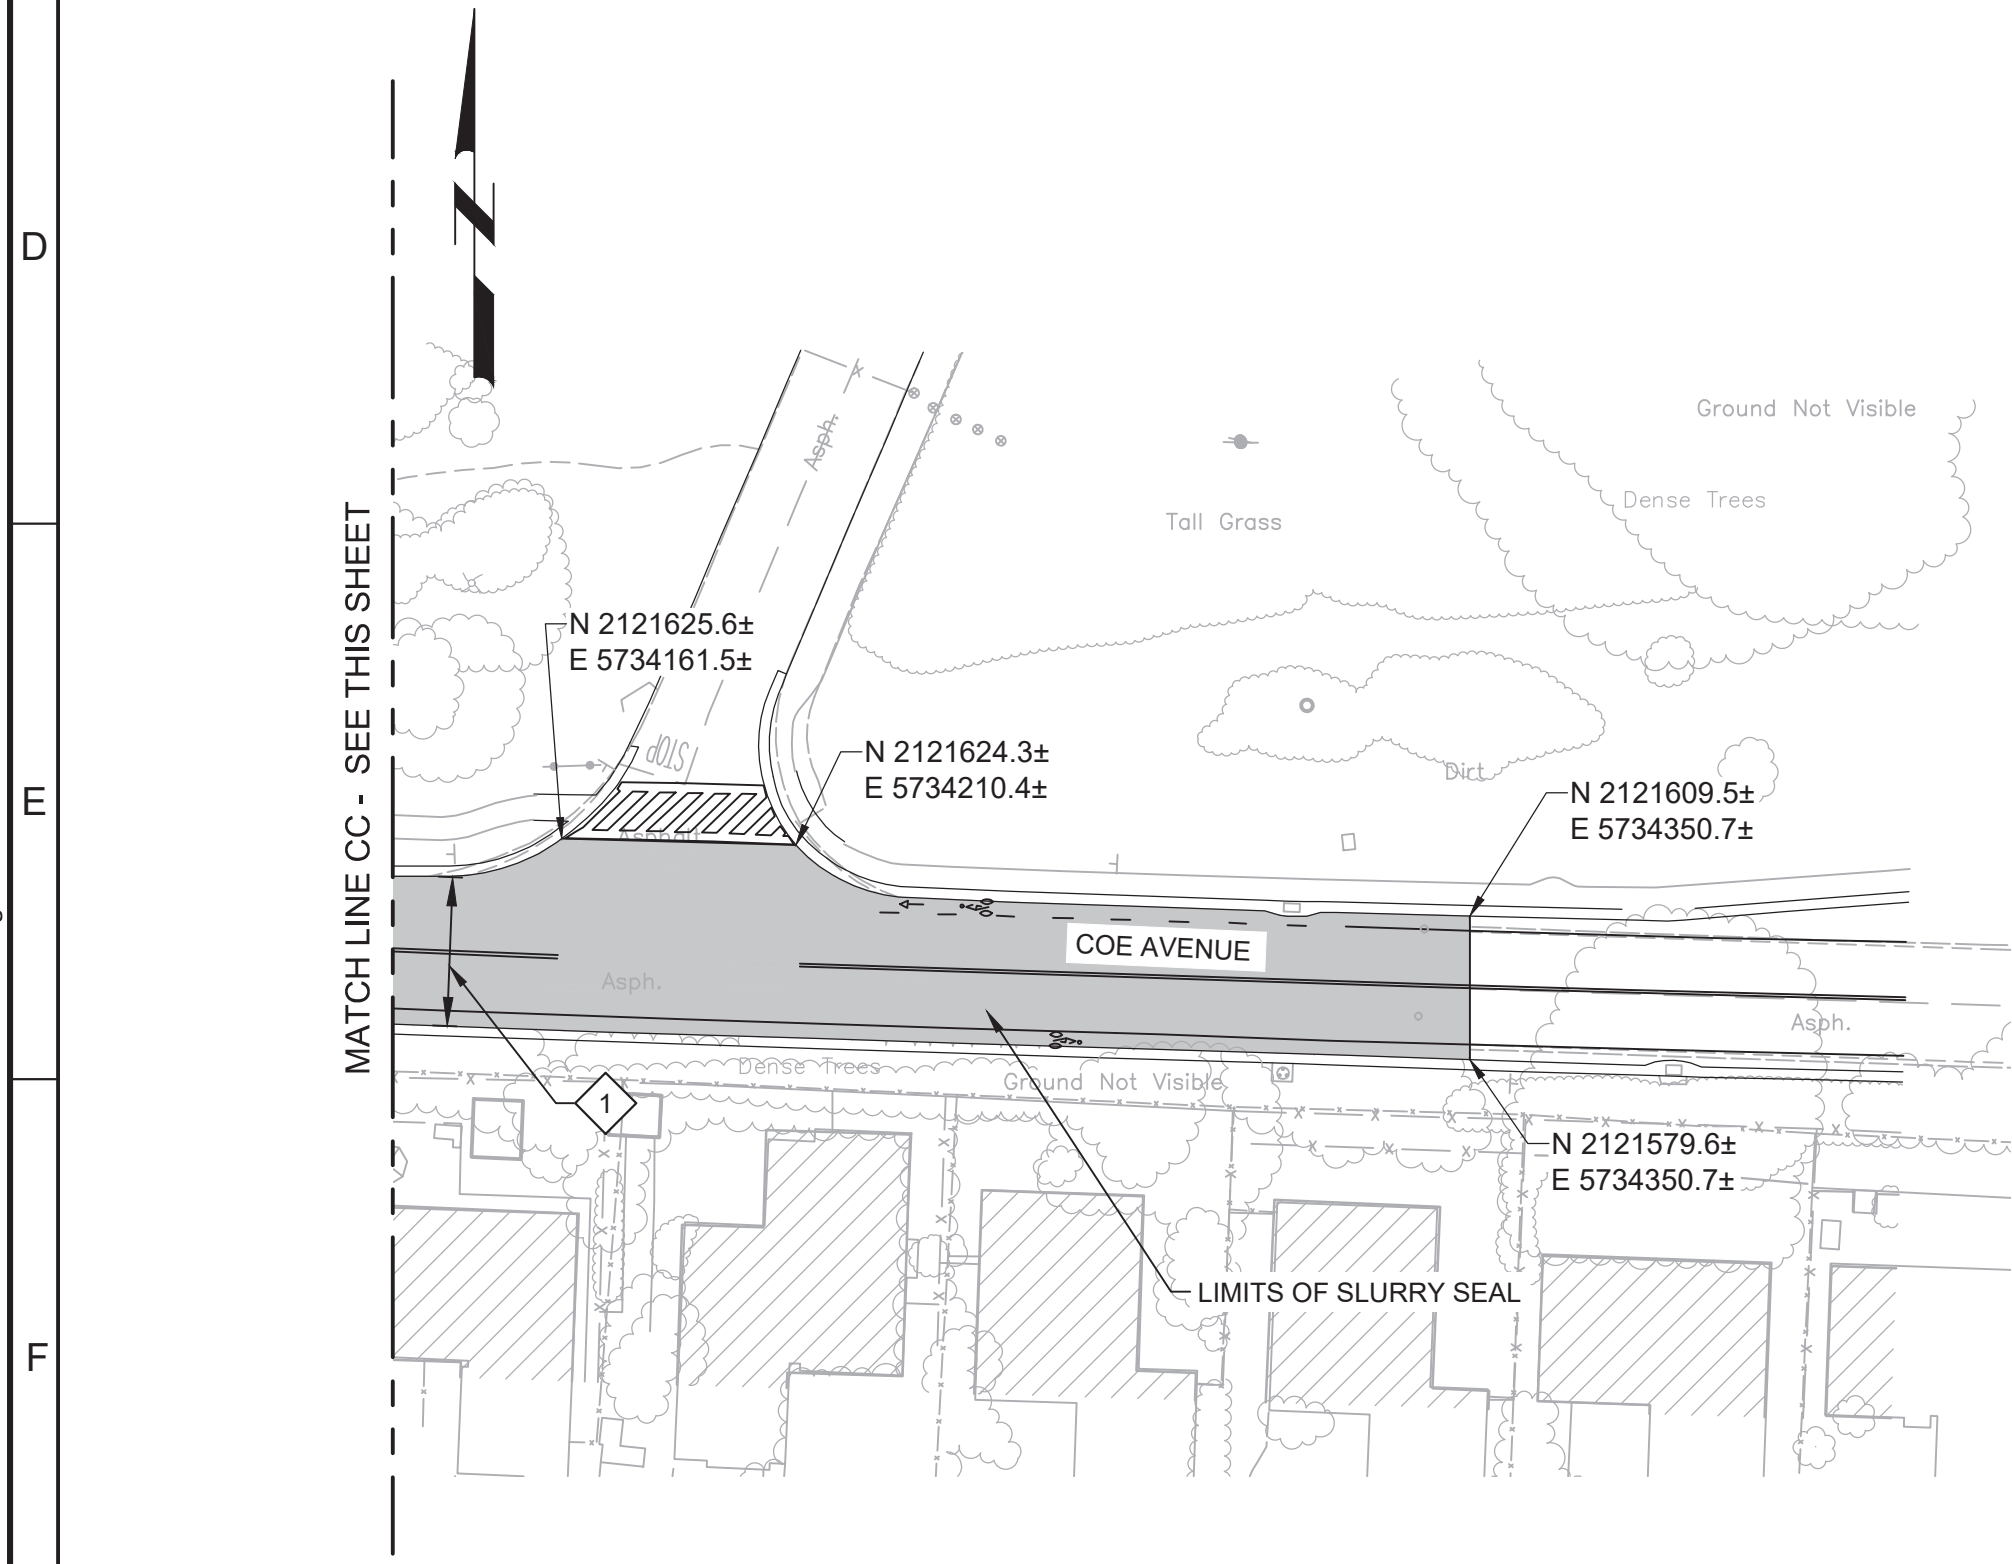 D
E
F
N
MATCH LINE CC - SEE THIS SHEET
Asph.
Ground Not Visible
Dense Trees
Tall Grass
N 2121625.6±
E 5734161.5±
STOP
N 2121624.3±
E 5734210.4±
Dirt
N 2121609.5±
E 5734350.7±
Asphalt
COE AVENUE
Asph.
Asph.
Dense Trees
Ground Not Visible
1
N 2121579.6±
E 5734350.7±
LIMITS OF SLURRY SEAL